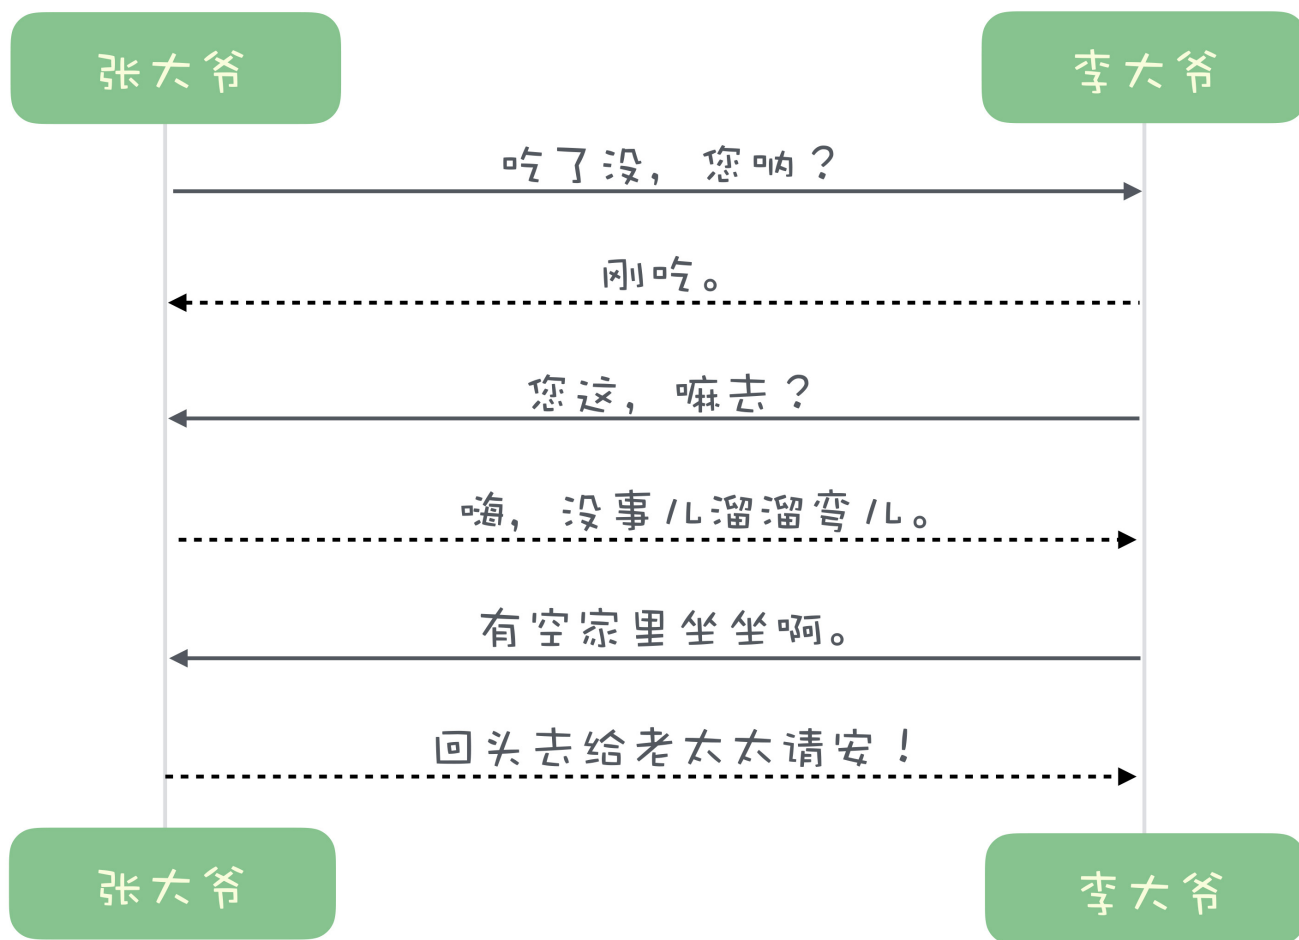 张大爷
李大爷
吃了没，您呐？
刚吃。
您这，嘛去？
嗨，没事儿溜溜弯儿。
有空家里坐坐啊。
回头去给老太太请安！
张大爷
李大爷